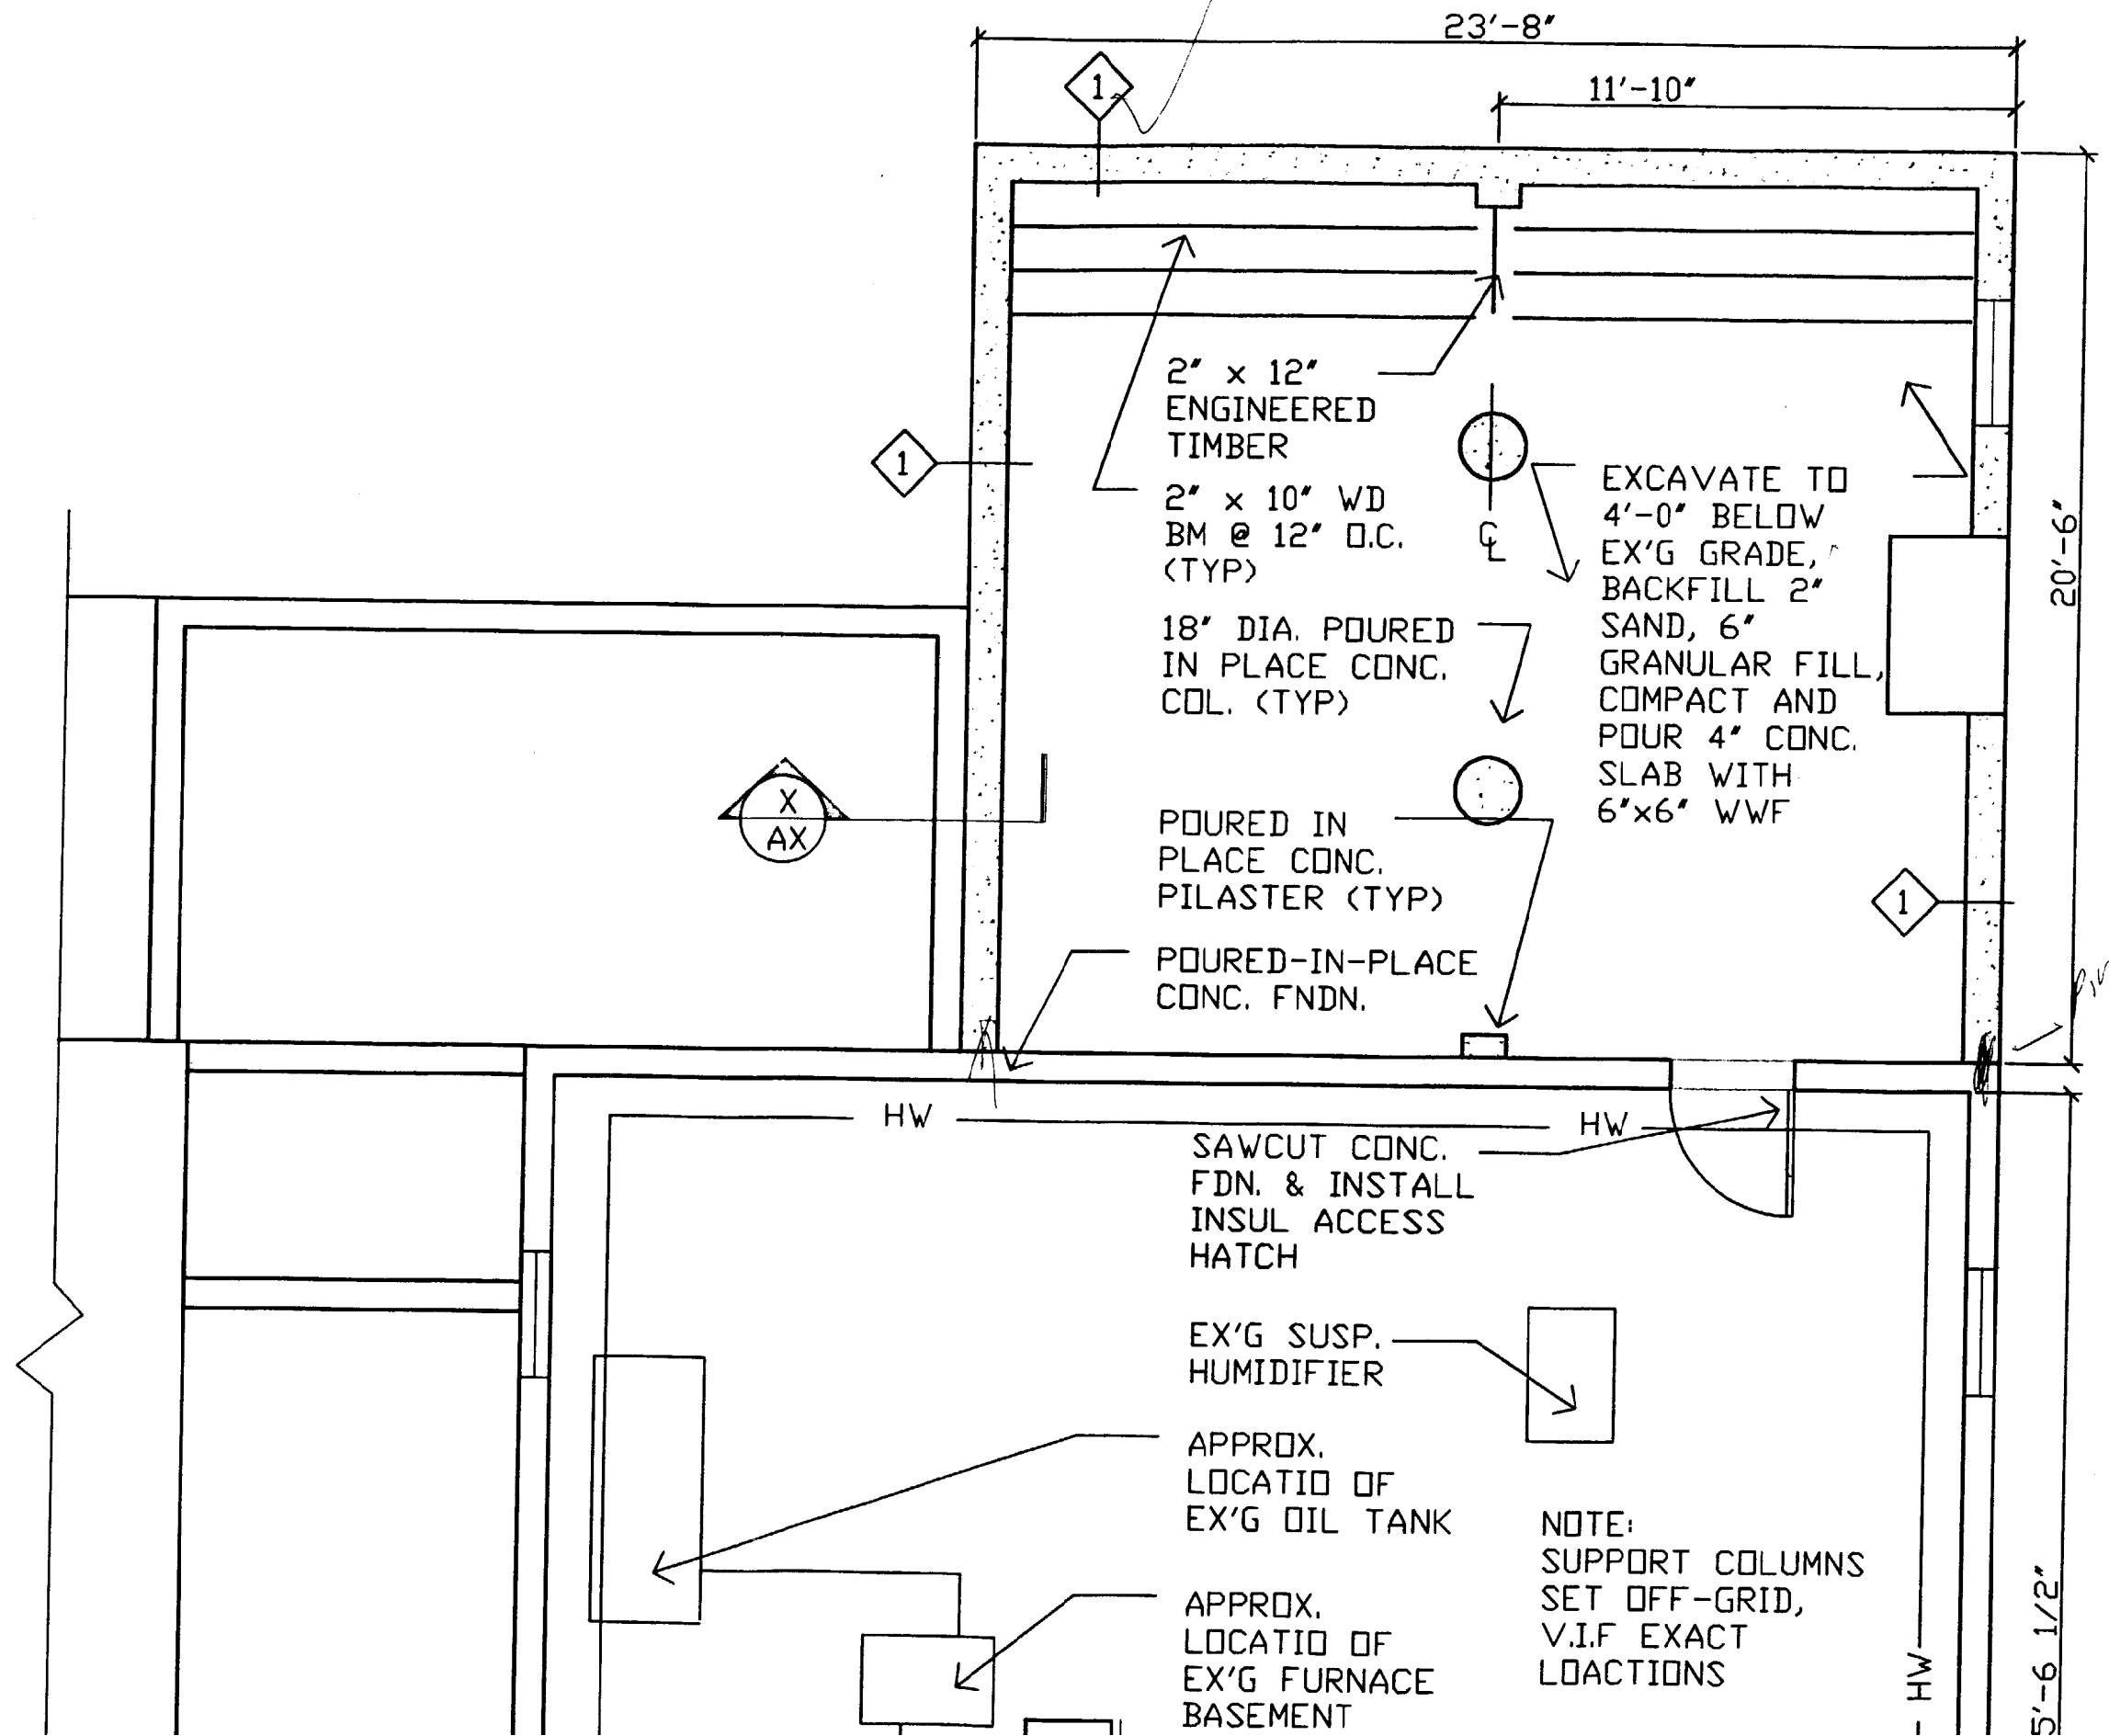 23'-8"
11'-10"
1
2" x 12"
ENGINEERED
TIMBER
1
2" x 10" WD
BM @ 12" O.C.
(TYP)
EXCAVATE TO
4'-0" BELOW
EX'G GRADE,
BACKFILL 2"
SAND, 6"
GRANULAR FILL,
COMPACT AND
POUR 4" CONC.
SLAB WITH
6"x6" WWF
CL
20'-6"
18" DIA. POURED
IN PLACE CONC.
COL. (TYP)
X
AX
POURED IN
PLACE CONC.
PILASTER (TYP)
1
POURED-IN-PLACE
CONC. FNDN.
HW
HW
SAWCUT CONC.
FDN. & INSTALL
INSUL ACCESS
HATCH
EX'G SUSP.
HUMIDIFIER
APPROX.
LOCATIO OF
EX'G OIL TANK
NOTE:
SUPPORT COLUMNS
SET OFF-GRID,
V.I.F EXACT
LOACTIONS
APPROX.
LOCATIO OF
EX'G FURNACE
BASEMENT
HW
5'-6 1/2"